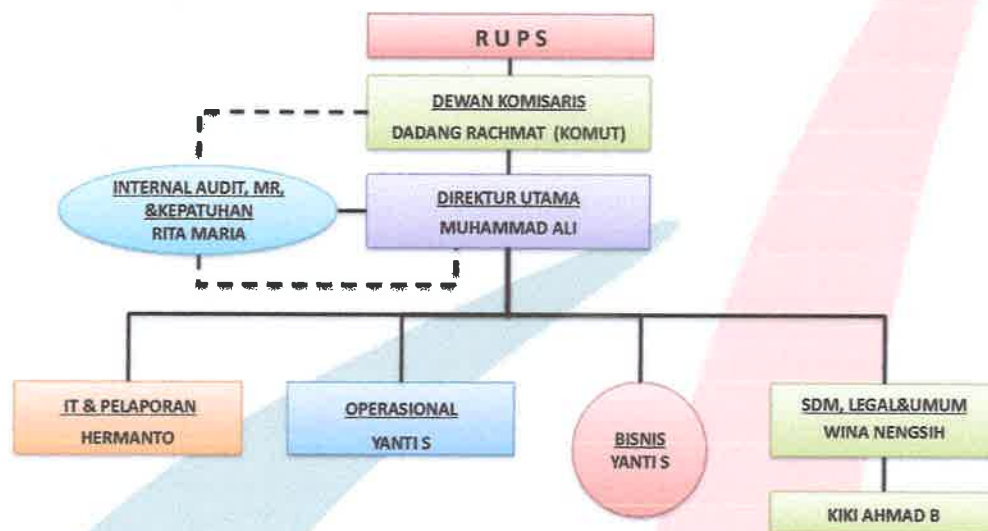 R U P S
DEWAN KOMISARIS
DADANG RACHMAT (KOMUT)
INTERNAL AUDIT, MR,
&KEPATUHAN
RITA MARIA
DIREKTUR UTAMA
MUHAMMAD ALI
IT & PELAPORAN
HERMANTO
OPERASIONAL
YANTI S
BISNIS
YANTI S
SDM, LEGAL&UMUM
WINA NENGSIH
KIKI AHMAD B